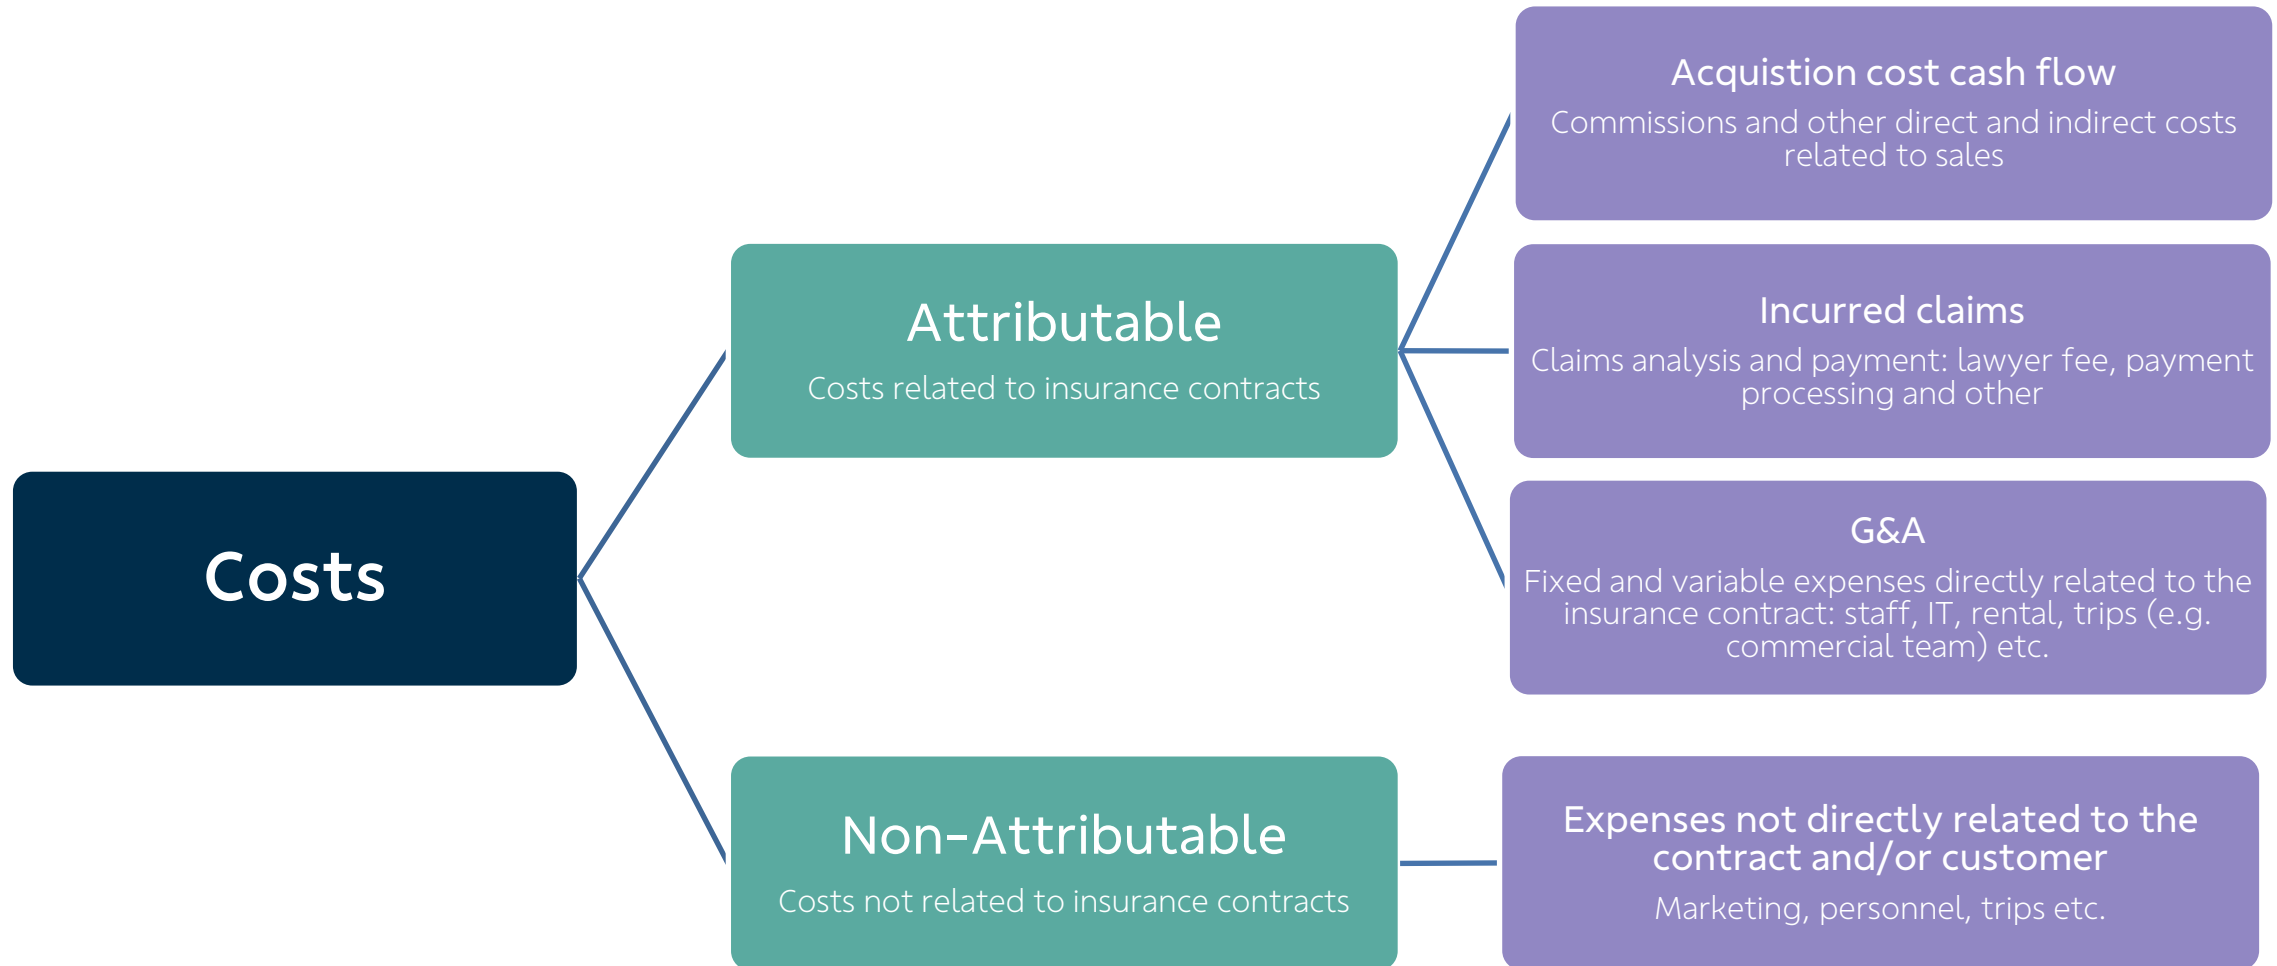 Costs
Attributable
Costs related to insurance contracts
Acquistion cost cash flow
Commissions and other direct and indirect costs
related to sales
Incurred claims
Claims analysis and payment: lawyer fee, payment
processing and other
G&A
Fixed and variable expenses directly related to the
insurance contract: staff, IT, rental, trips (e.g.
commercial team) etc.
Non-Attributable
Costs not related to insurance contracts
Expenses not directly related to the
contract and/or customer
Marketing, personnel, trips etc.